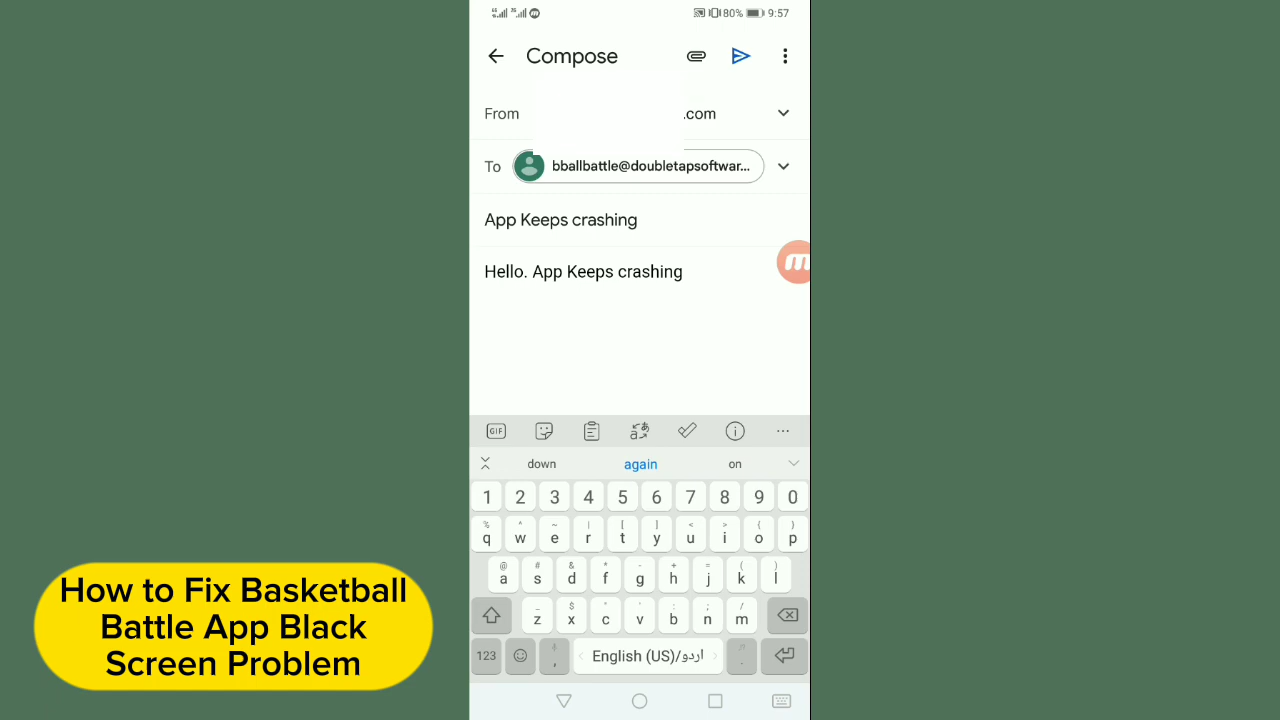 80% 9:57
Compose
From .com
To bballbattle@doubletapsoftwar...
App Keeps crashing
Hello. App Keeps crashing
GIF
down again on
1 2 3 4 5 6 7 8 9 0
q w e r t y u i o p
a s d f g h j k l
z x c v b n m
123 , English (US)/اردو .
How to Fix Basketball
Battle App Black
Screen Problem